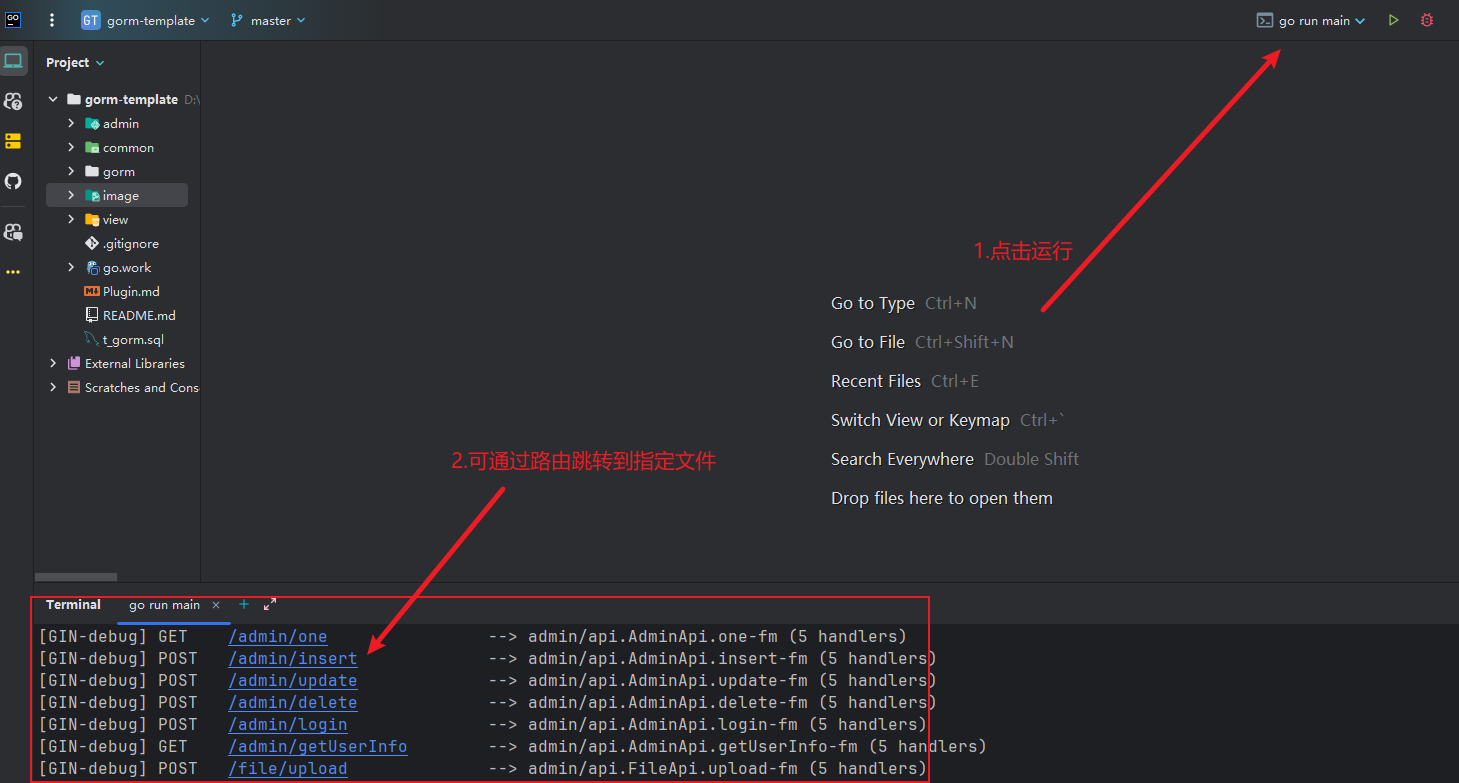 GO
GT gorm-template master go run main
Project
gorm-template D:\
admin
common
gorm
image
view
.gitignore
go.work
Plugin.md
README.md
t_gorm.sql
External Libraries
Scratches and Cons
1.点击运行
Go to Type Ctrl+N
Go to File Ctrl+Shift+N
Recent Files Ctrl+E
Switch View or Keymap Ctrl+`
Search Everywhere Double Shift
Drop files here to open them
2.可通过路由跳转到指定文件
Terminal go run main × +
[GIN-debug] GET /admin/one --> admin/api.AdminApi.one-fm (5 handlers)
[GIN-debug] POST /admin/insert --> admin/api.AdminApi.insert-fm (5 handlers)
[GIN-debug] POST /admin/update --> admin/api.AdminApi.update-fm (5 handlers)
[GIN-debug] POST /admin/delete --> admin/api.AdminApi.delete-fm (5 handlers)
[GIN-debug] POST /admin/login --> admin/api.AdminApi.login-fm (5 handlers)
[GIN-debug] GET /admin/getUserInfo --> admin/api.AdminApi.getUserInfo-fm (5 handlers)
[GIN-debug] POST /file/upload --> admin/api.FileApi.upload-fm (5 handlers)